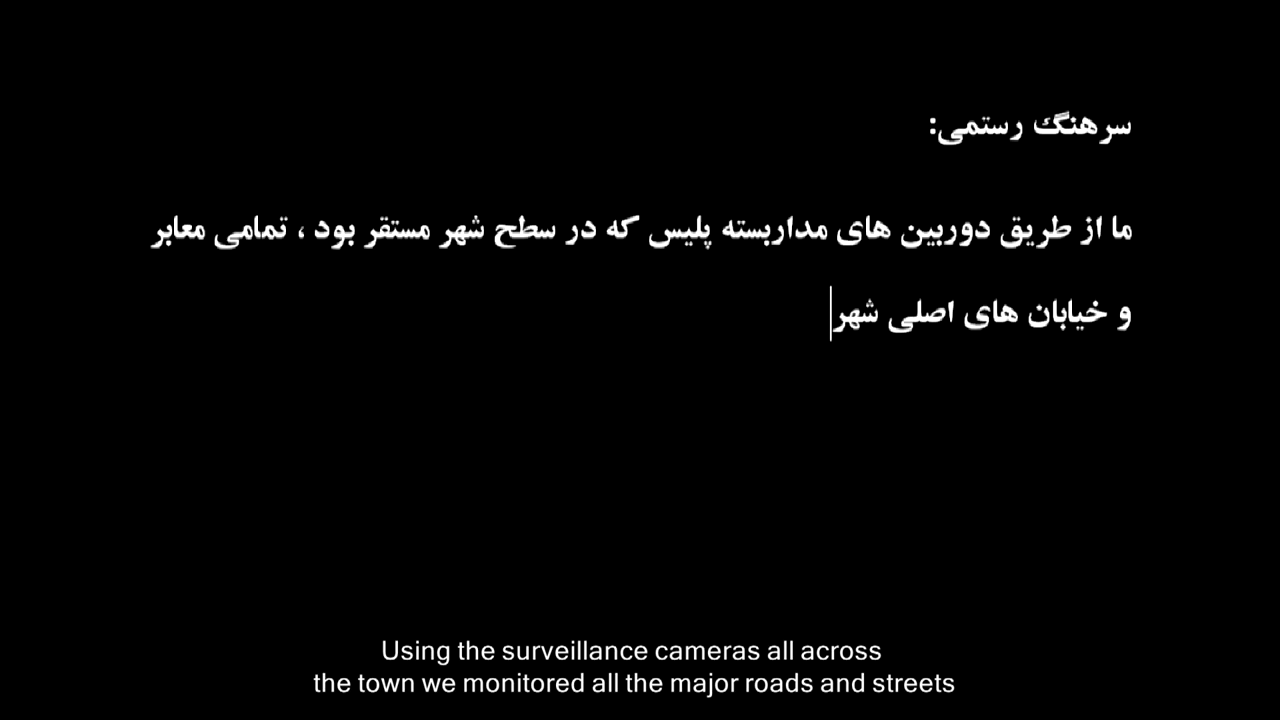 سرهنگ رستمی:
ما از طریق دوربین های مداربسته پلیس که در سطح شهر مستقر بود ، تمامی معابر
و خیابان های اصلی شهر
Using the surveillance cameras all across
the town we monitored all the major roads and streets